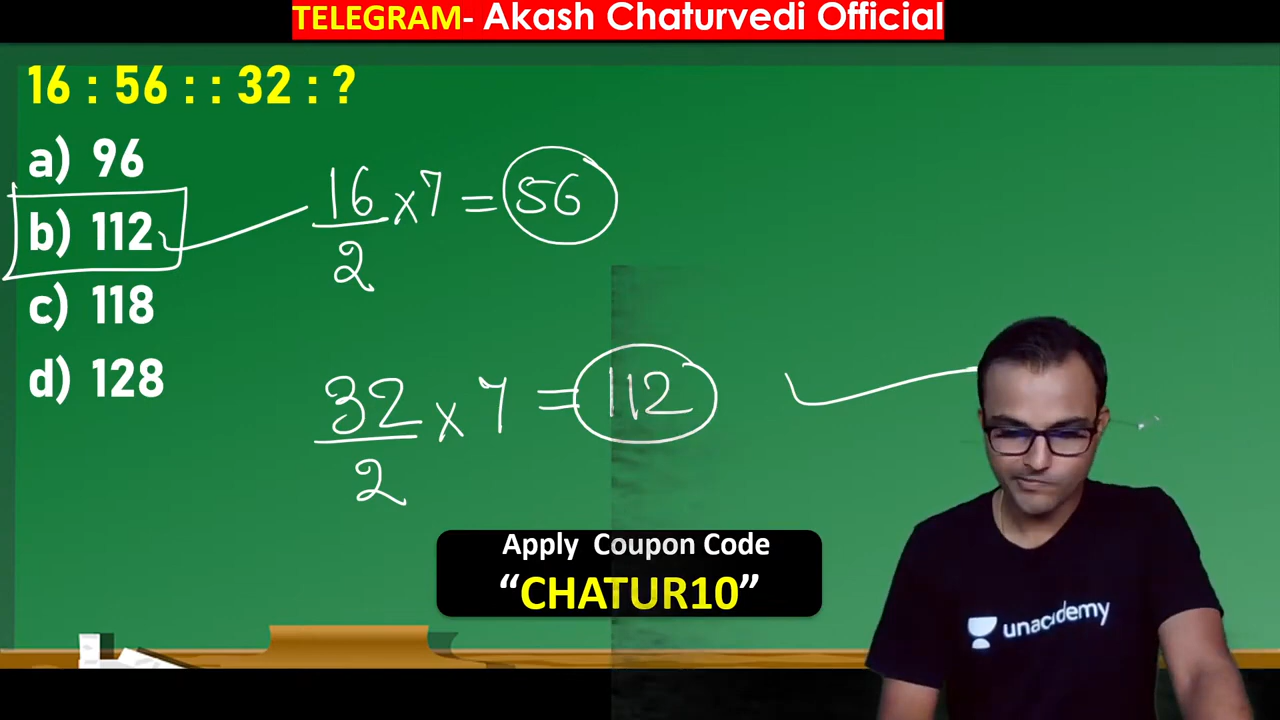 TELEGRAM- Akash Chaturvedi Official
16 : 56 : : 32 : ?
a) 96
b) 112
c) 118
d) 128
16/2 x 7 = 56
32/2 x 7 = 112
Apply Coupon Code
“CHATUR10”
unacademy